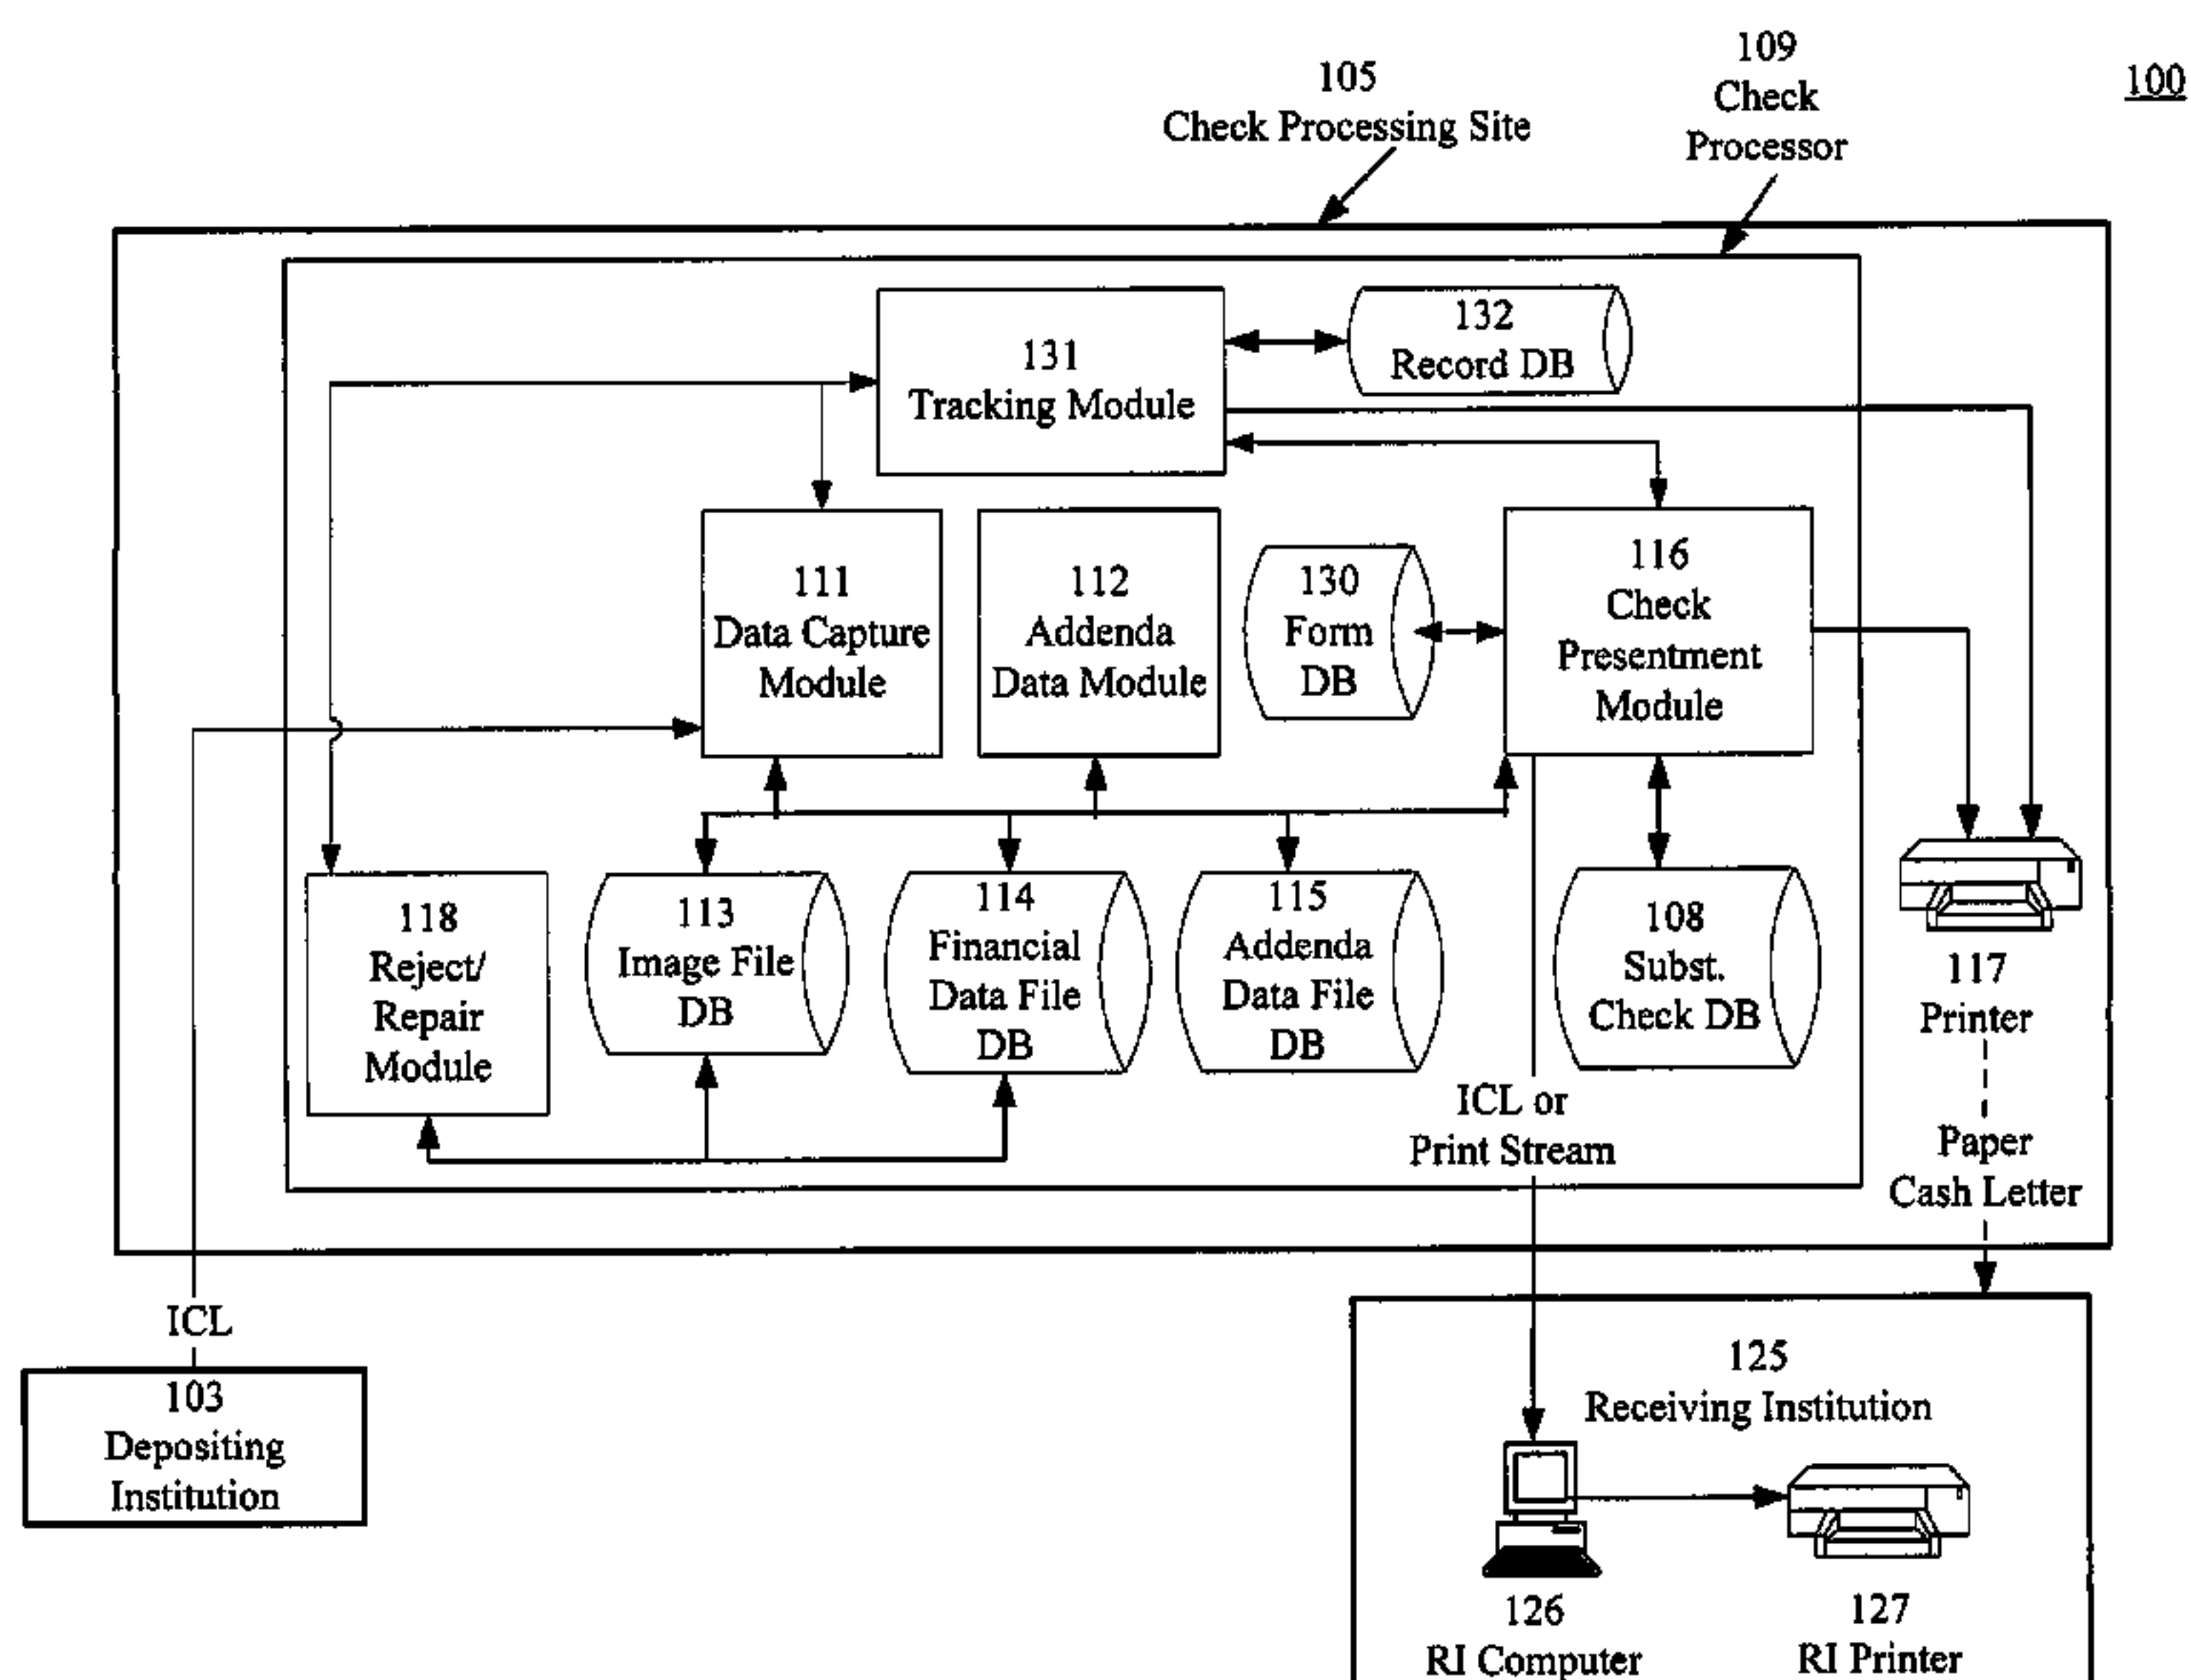 100
105
Check Processing Site
109
Check
Processor
131
Tracking Module
132
Record DB
111
Data Capture
Module
112
Addenda
Data Module
130
Form
DB
116
Check
Presentment
Module
118
Reject/
Repair
Module
113
Image File
DB
114
Financial
Data File
DB
115
Addenda
Data File
DB
108
Subst.
Check DB
117
Printer
ICL or
Print Stream
Paper
Cash Letter
ICL
103
Depositing
Institution
125
Receiving Institution
126
RI Computer
127
RI Printer